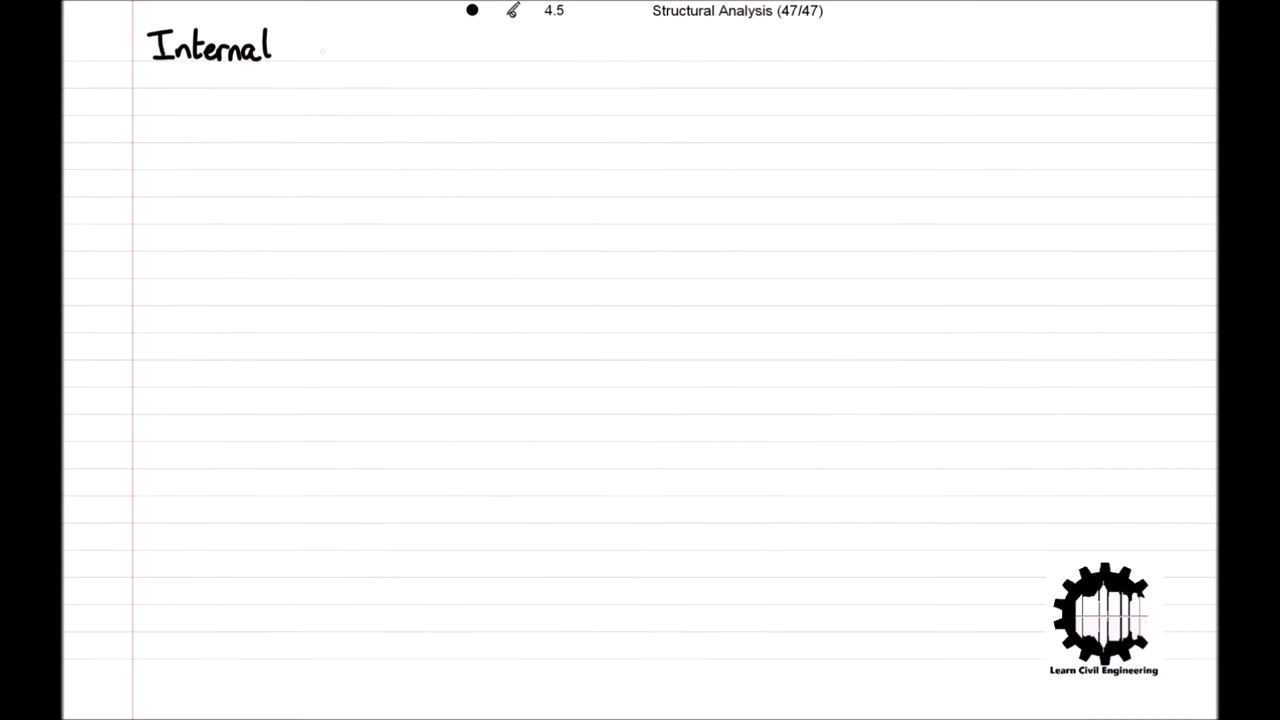 4.5 Structural Analysis (47/47)
Internal
Learn Civil Engineering